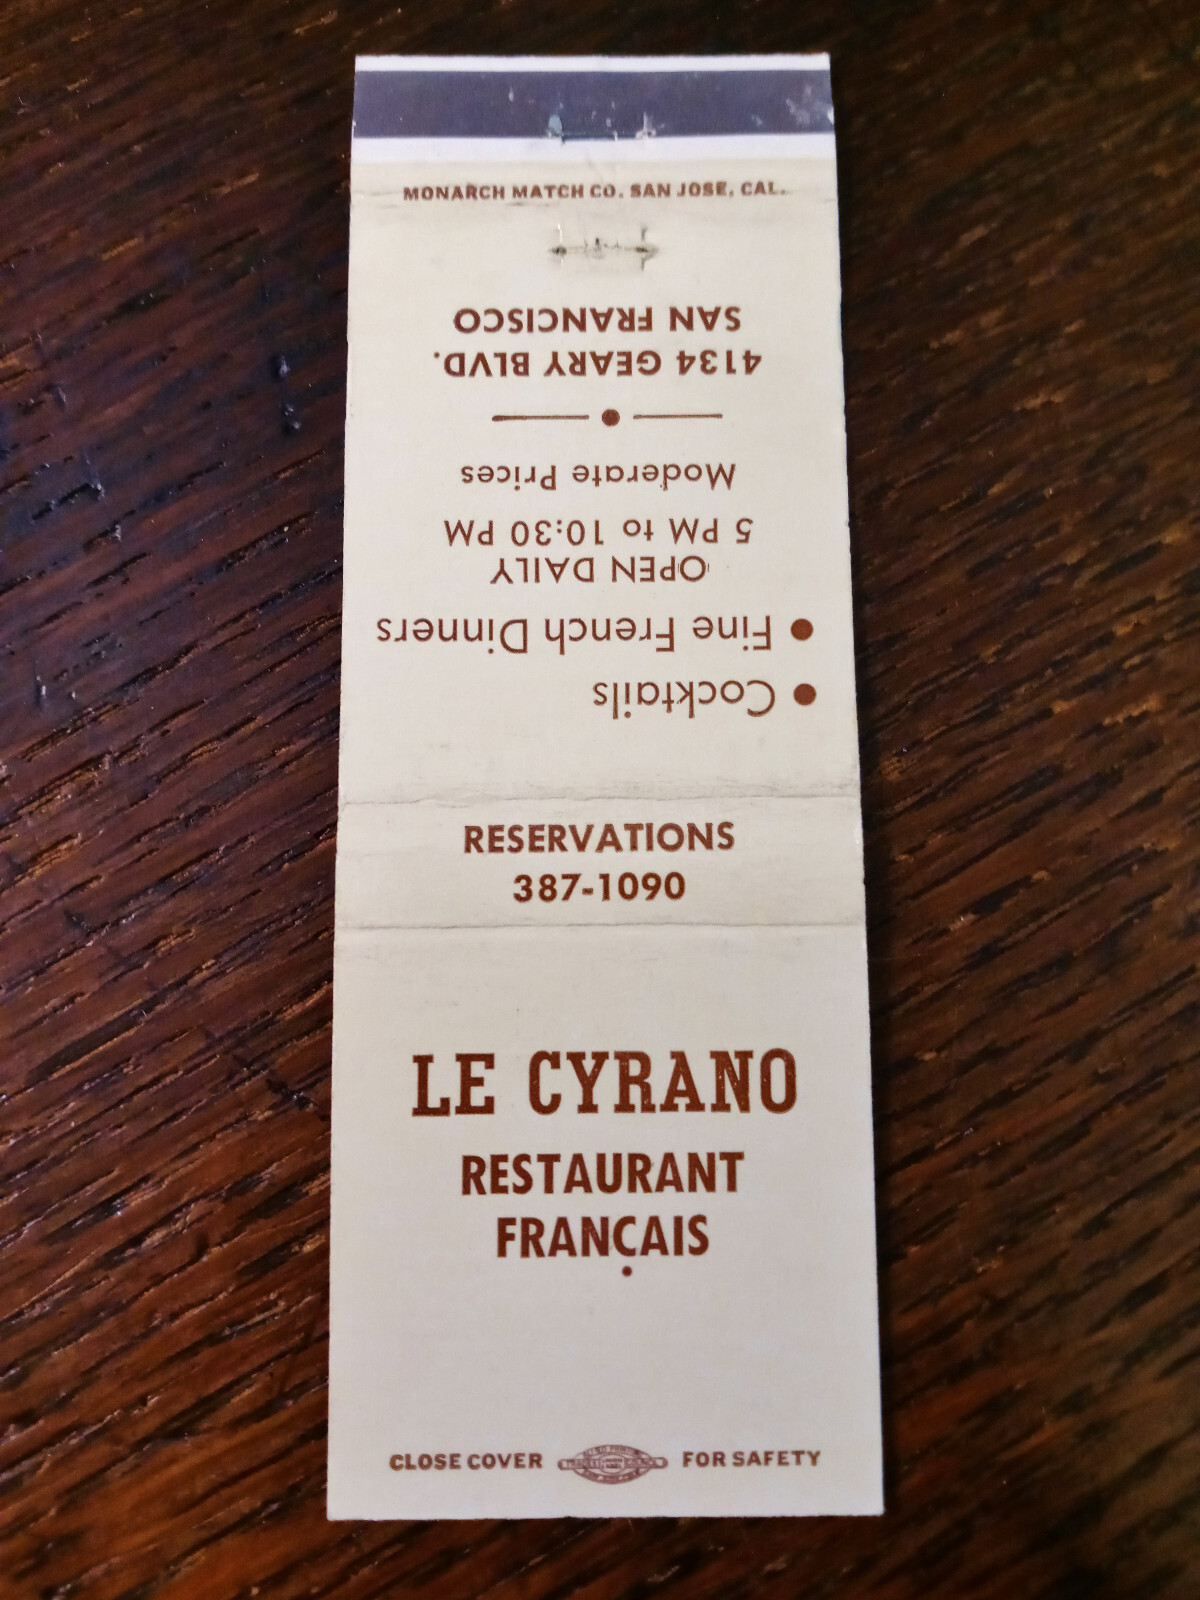 MONARCH MATCH CO. SAN JOSE, CAL.
• Cocktails
• Fine French Dinners
OPEN DAILY
5 PM to 10:30 PM
Moderate Prices
4134 GEARY BLVD.
SAN FRANCISCO
RESERVATIONS
387-1090
LE CYRANO
RESTAURANT
FRANÇAIS
CLOSE COVER FOR SAFETY